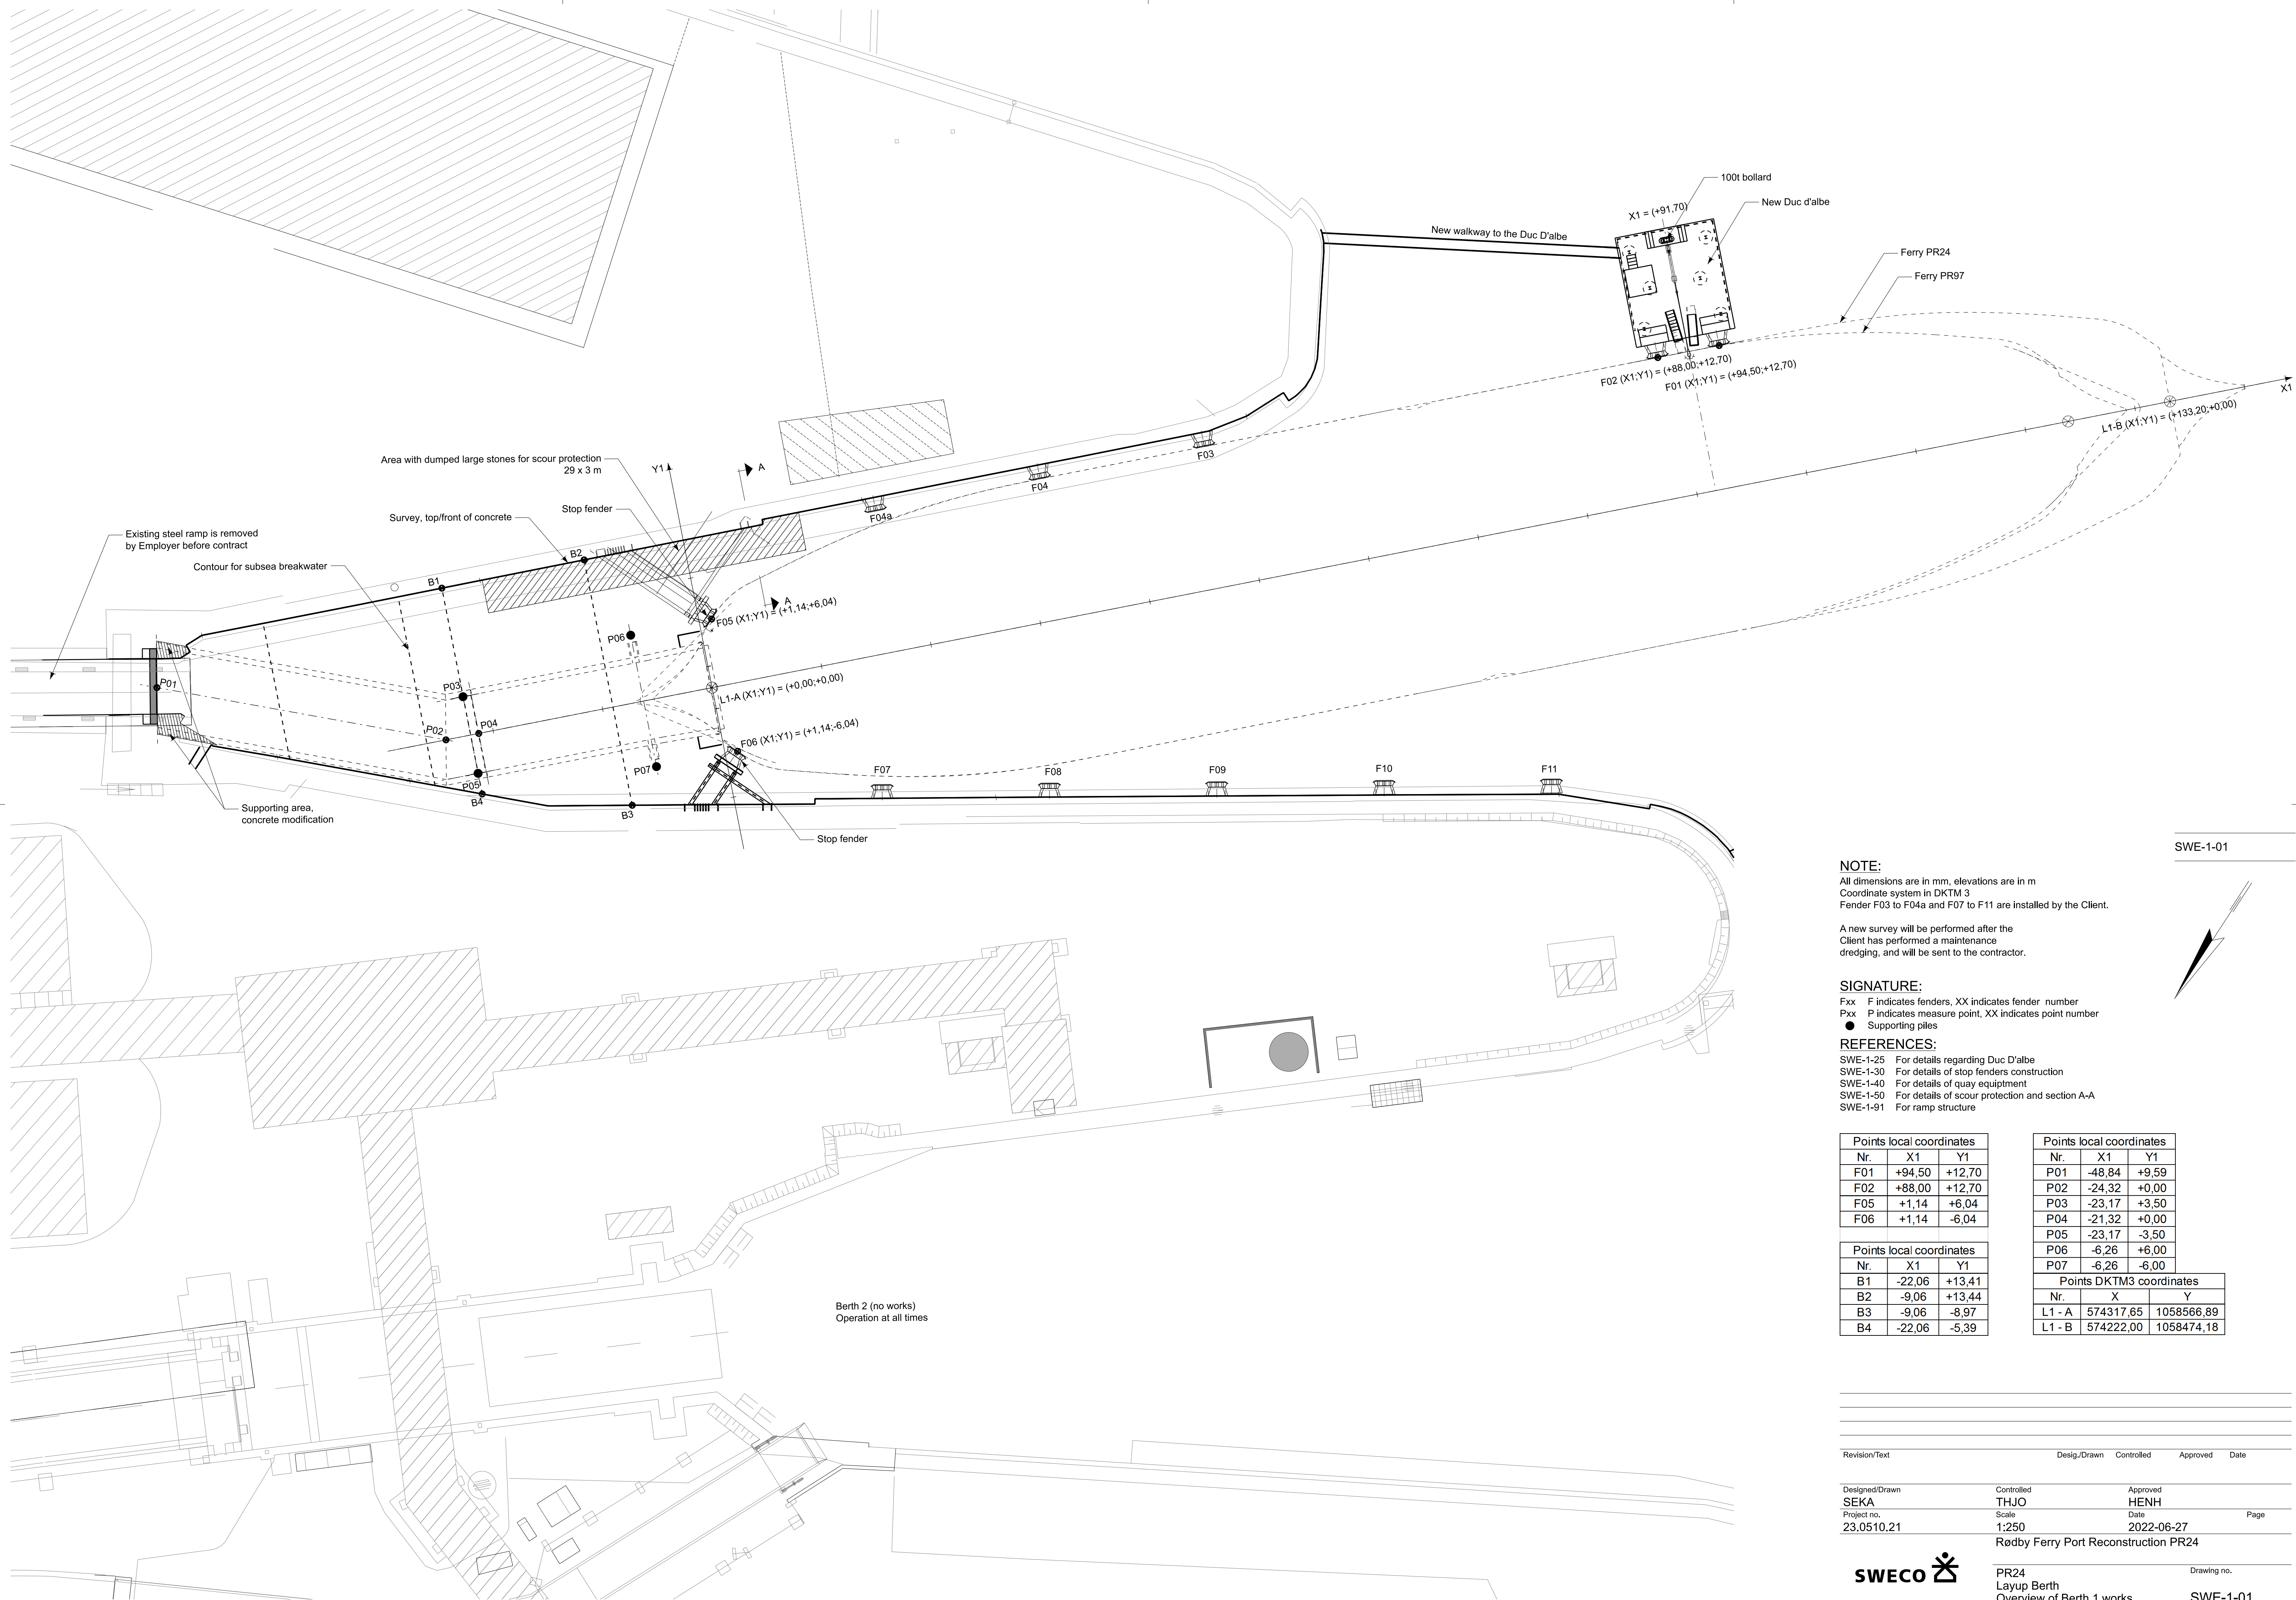 100t bollard
X1 = (+91,70)
New Duc d'albe
New walkway to the Duc D'albe
Ferry PR24
Ferry PR97
F02 (X1;Y1) = (+88,00;+12,70)
F01 (X1;Y1) = (+94,50;+12,70)
X1
L1-B (X1;Y1) = (+133,20;+0,00)
F03
Area with dumped large stones for scour protection
29 x 3 m
Y1
A
F04
Stop fender
Survey, top/front of concrete
F04a
Existing steel ramp is removed
by Employer before contract
B2
Contour for subsea breakwater
B1
A
F05 (X1;Y1) = (+1,14;+6,04)
P06
P01
P03
L1-A (X1;Y1) = (+0,00;+0,00)
P04
P02
F06 (X1;Y1) = (+1,14;-6,04)
P07
P05
B4
B3
F07
F08
F09
F10
F11
Supporting area,
concrete modification
Stop fender
SWE-1-01
NOTE:
All dimensions are in mm, elevations are in m
Coordinate system in DKTM 3
Fender F03 to F04a and F07 to F11 are installed by the Client.
A new survey will be performed after the
Client has performed a maintenance
dredging, and will be sent to the contractor.
SIGNATURE:
Fxx F indicates fenders, XX indicates fender number
Pxx P indicates measure point, XX indicates point number
Supporting piles
REFERENCES:
SWE-1-25 For details regarding Duc D'albe
SWE-1-30 For details of stop fenders construction
SWE-1-40 For details of quay equiptment
SWE-1-50 For details of scour protection and section A-A
SWE-1-91 For ramp structure
Points local coordinates
Nr. X1 Y1
F01 +94,50 +12,70
F02 +88,00 +12,70
F05 +1,14 +6,04
F06 +1,14 -6,04
Points local coordinates
Nr. X1 Y1
B1 -22,06 +13,41
B2 -9,06 +13,44
B3 -9,06 -8,97
B4 -22,06 -5,39
Points local coordinates
Nr. X1 Y1
P01 -48,84 +9,59
P02 -24,32 +0,00
P03 -23,17 +3,50
P04 -21,32 +0,00
P05 -23,17 -3,50
P06 -6,26 +6,00
P07 -6,26 -6,00
Points DKTM3 coordinates
Nr. X Y
L1 - A 574317,65 1058566,89
L1 - B 574222,00 1058474,18
Berth 2 (no works)
Operation at all times
Revision/Text Desig./Drawn Controlled Approved Date
Designed/Drawn Controlled Approved
SEKA THJO HENH
Project no. Scale Date Page
23.0510.21 1:250 2022-06-27
Rødby Ferry Port Reconstruction PR24
SWECO
PR24 Drawing no.
Layup Berth
Overview of Berth 1 works SWE-1-01